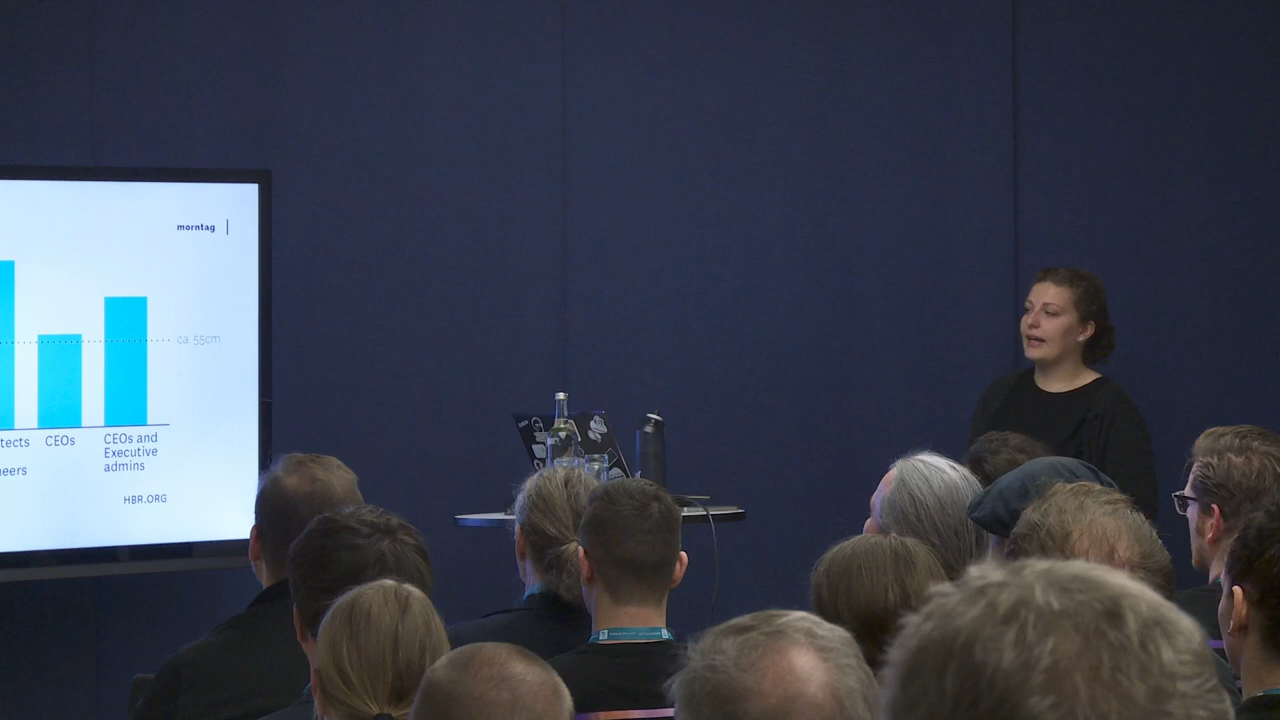 morntag
ca. 55cm
tects
CEOs
CEOs and
Executive
admins
neers
HBR.ORG